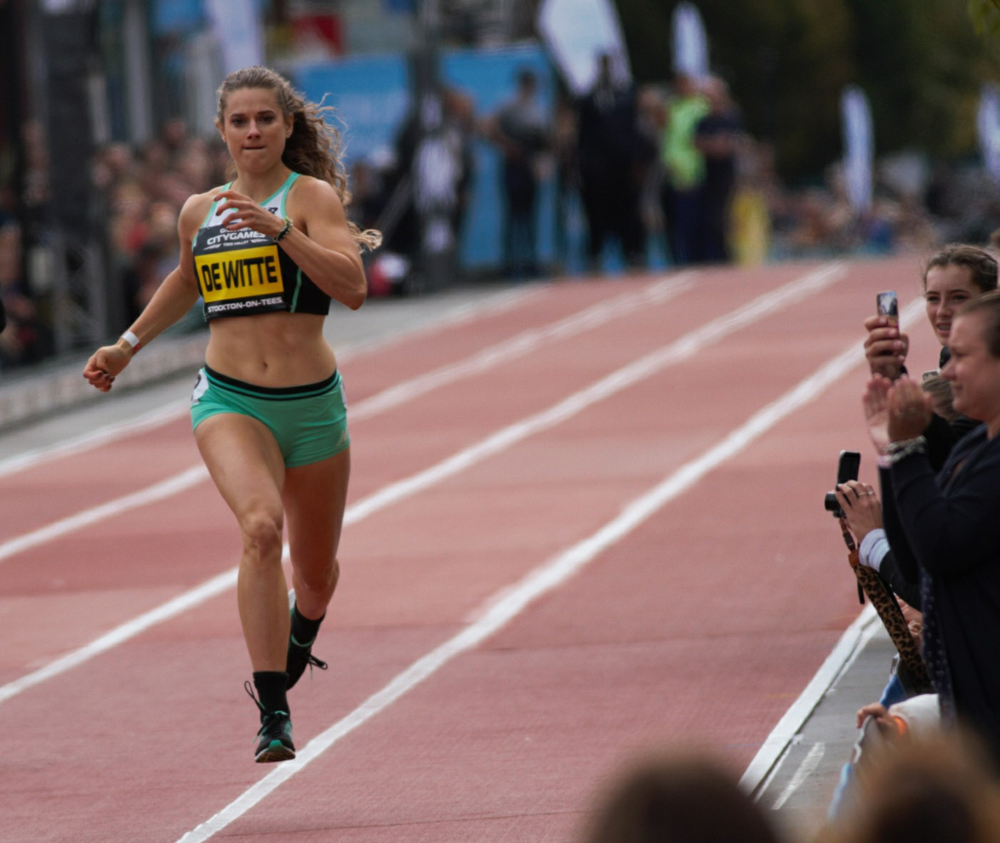 CITYGAMES
TEES VALLEY
DE WITTE
STOCKTON-ON-TEES